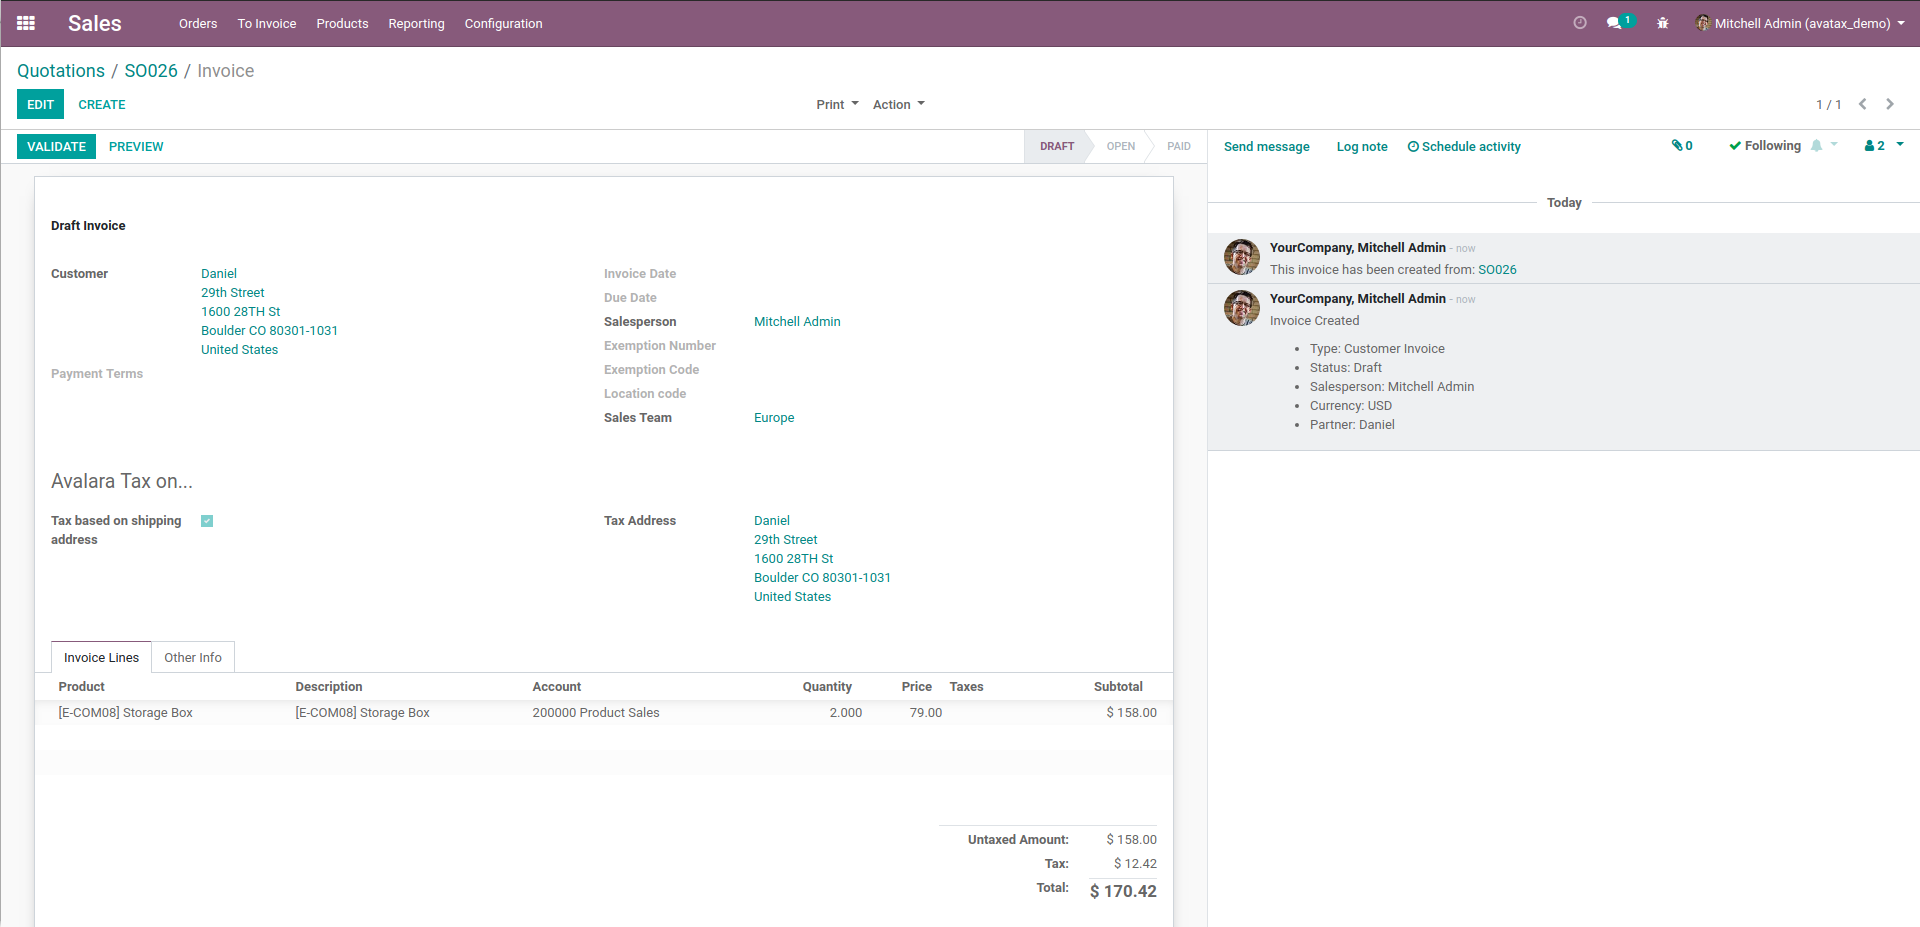 Sales Orders To Invoice Products Reporting Configuration 1 Mitchell Admin (avatax_demo)
Quotations / SO026 / Invoice
EDIT CREATE Print Action 1 / 1
VALIDATE PREVIEW DRAFT OPEN PAID
Draft Invoice
Customer Daniel
29th Street
1600 28TH St
Boulder CO 80301-1031
United States
Payment Terms
Invoice Date
Due Date
Salesperson Mitchell Admin
Exemption Number
Exemption Code
Location code
Sales Team Europe
Avalara Tax on...
Tax based on shipping
address
Tax Address Daniel
29th Street
1600 28TH St
Boulder CO 80301-1031
United States
Invoice Lines Other Info
Product Description Account Quantity Price Taxes Subtotal
[E-COM08] Storage Box [E-COM08] Storage Box 200000 Product Sales 2.000 79.00 $ 158.00
Untaxed Amount: $ 158.00
Tax: $ 12.42
Total: $ 170.42
Send message Log note Schedule activity 0 Following 2
Today
YourCompany, Mitchell Admin - now
This invoice has been created from: SO026
YourCompany, Mitchell Admin - now
Invoice Created
• Type: Customer Invoice
• Status: Draft
• Salesperson: Mitchell Admin
• Currency: USD
• Partner: Daniel